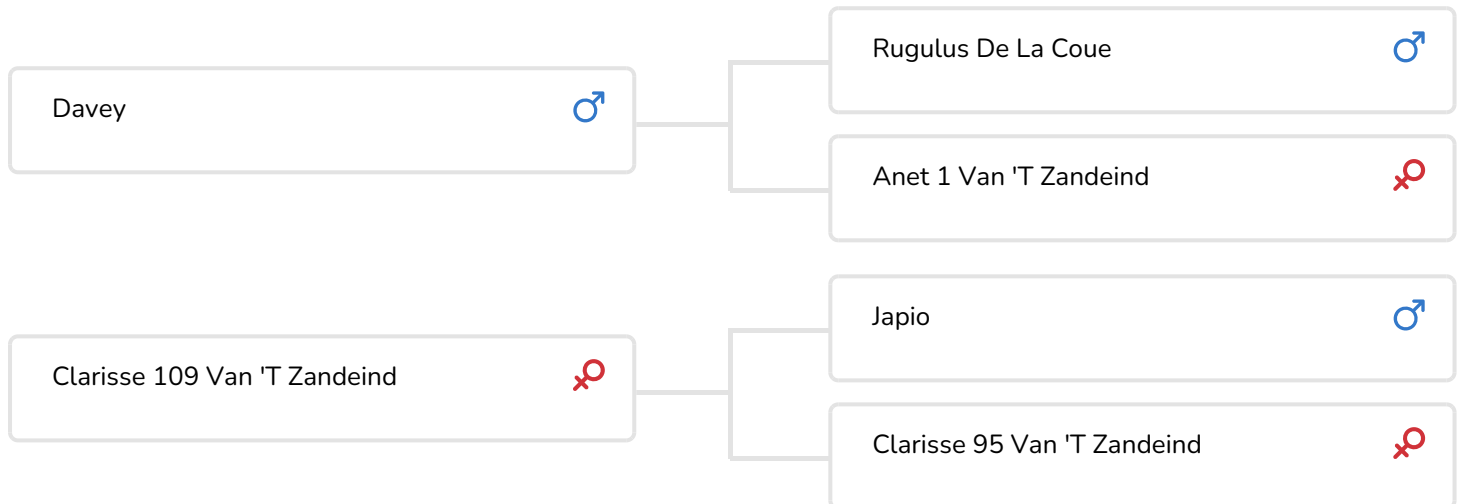 Rugulus De La Coue
Davey
Anet 1 Van 'T Zandeind
Japio
Clarisse 109 Van 'T Zandeind
Clarisse 95 Van 'T Zandeind